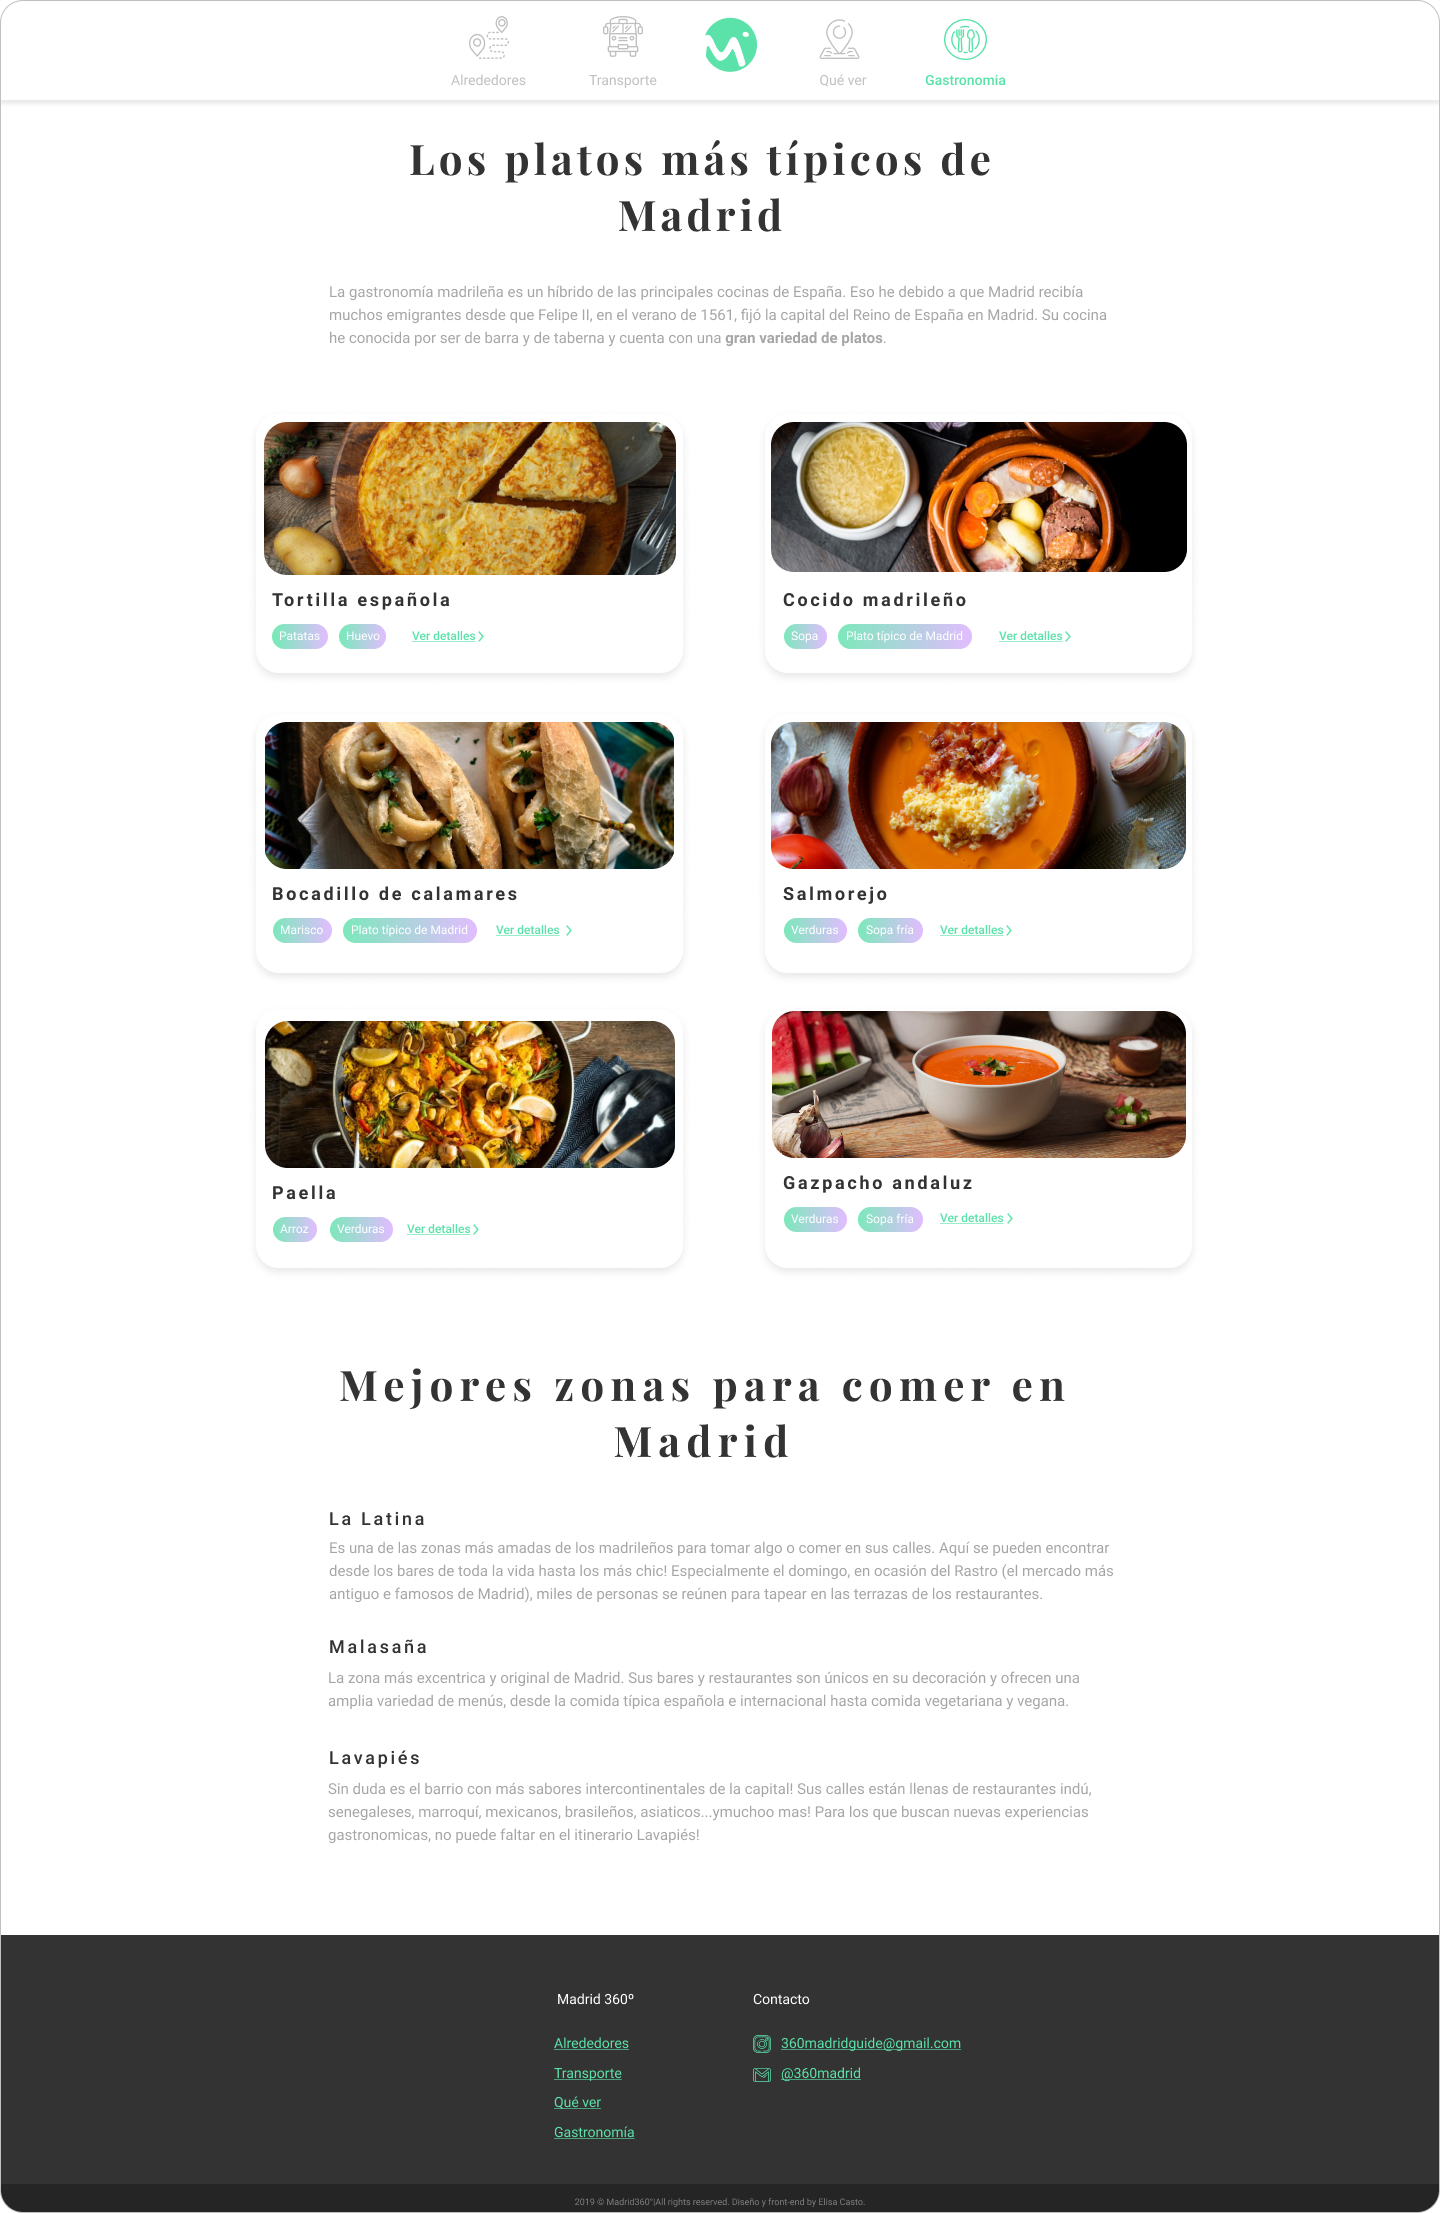 Alrededores
Transporte
Qué ver
Gastronomia
Los platos más típicos de
Madrid
La gastronomía madrileña es un híbrido de las principales cocinas de España. Eso he debido a que Madrid recibía
muchos emigrantes desde que Felipe II, en el verano de 1561, fijó la capital del Reino de España en Madrid. Su cocina
he conocida por ser de barra y de taberna y cuenta con una gran variedad de platos.
Tortilla española
Patatas Huevo Ver detalles
Cocido madrileño
Sopa Plato típico de Madrid Ver detalles
Bocadillo de calamares
Marisco Plato típico de Madrid Ver detalles
Salmorejo
Verduras Sopa fría Ver detalles
Paella
Arroz Verduras Ver detalles
Gazpacho andaluz
Verduras Sopa fría Ver detalles
Mejores zonas para comer en
Madrid
La Latina
Es una de las zonas más amadas de los madrileños para tomar algo o comer en sus calles. Aquí se pueden encontrar
desde los bares de toda la vida hasta los más chic! Especialmente el domingo, en ocasión del Rastro (el mercado más
antiguo e famosos de Madrid), miles de personas se reúnen para tapear en las terrazas de los restaurantes.
Malasaña
La zona más excentrica y original de Madrid. Sus bares y restaurantes son únicos en su decoración y ofrecen una
amplia variedad de menús, desde la comida típica española e internacional hasta comida vegetariana y vegana.
Lavapiés
Sin duda es el barrio con más sabores intercontinentales de la capital! Sus calles están llenas de restaurantes indú,
senegaleses, marroquí, mexicanos, brasileños, asiaticos...ymuchoo mas! Para los que buscan nuevas experiencias
gastronomicas, no puede faltar en el itinerario Lavapiés!
Madrid 360º
Alrededores
Transporte
Qué ver
Gastronomía
Contacto
360madridguide@gmail.com
@360madrid
2019 © Madrid360°|All rights reserved. Diseño y front-end by Elisa Casto.